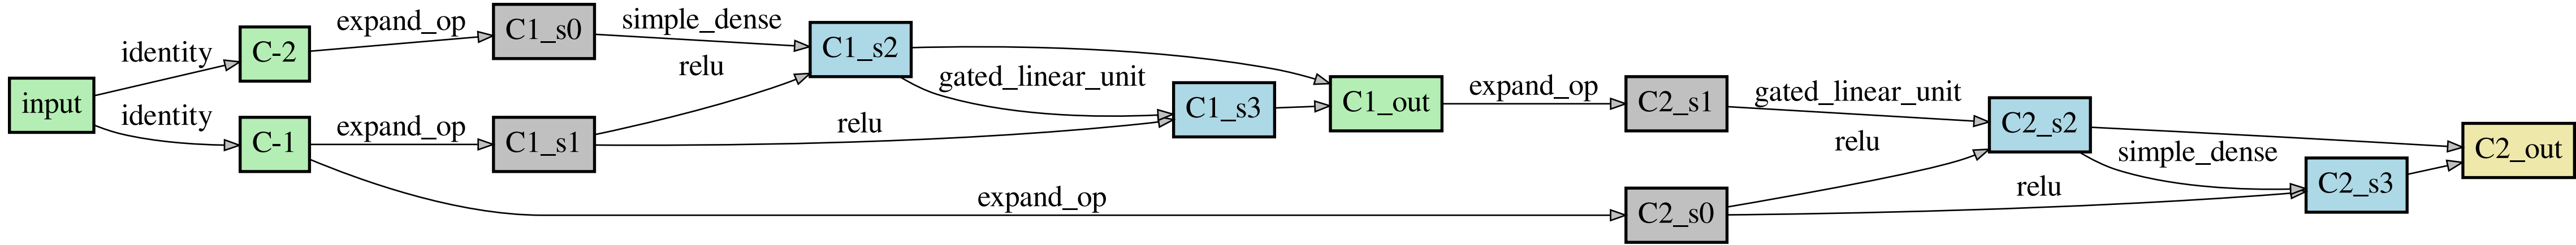 input
identity
identity
C-2
C-1
expand_op
expand_op
expand_op
C1_s0
C1_s1
simple_dense
relu
relu
C1_s2
gated_linear_unit
C1_s3
C1_out
expand_op
C2_s1
C2_s0
gated_linear_unit
relu
relu
C2_s2
simple_dense
C2_s3
C2_out